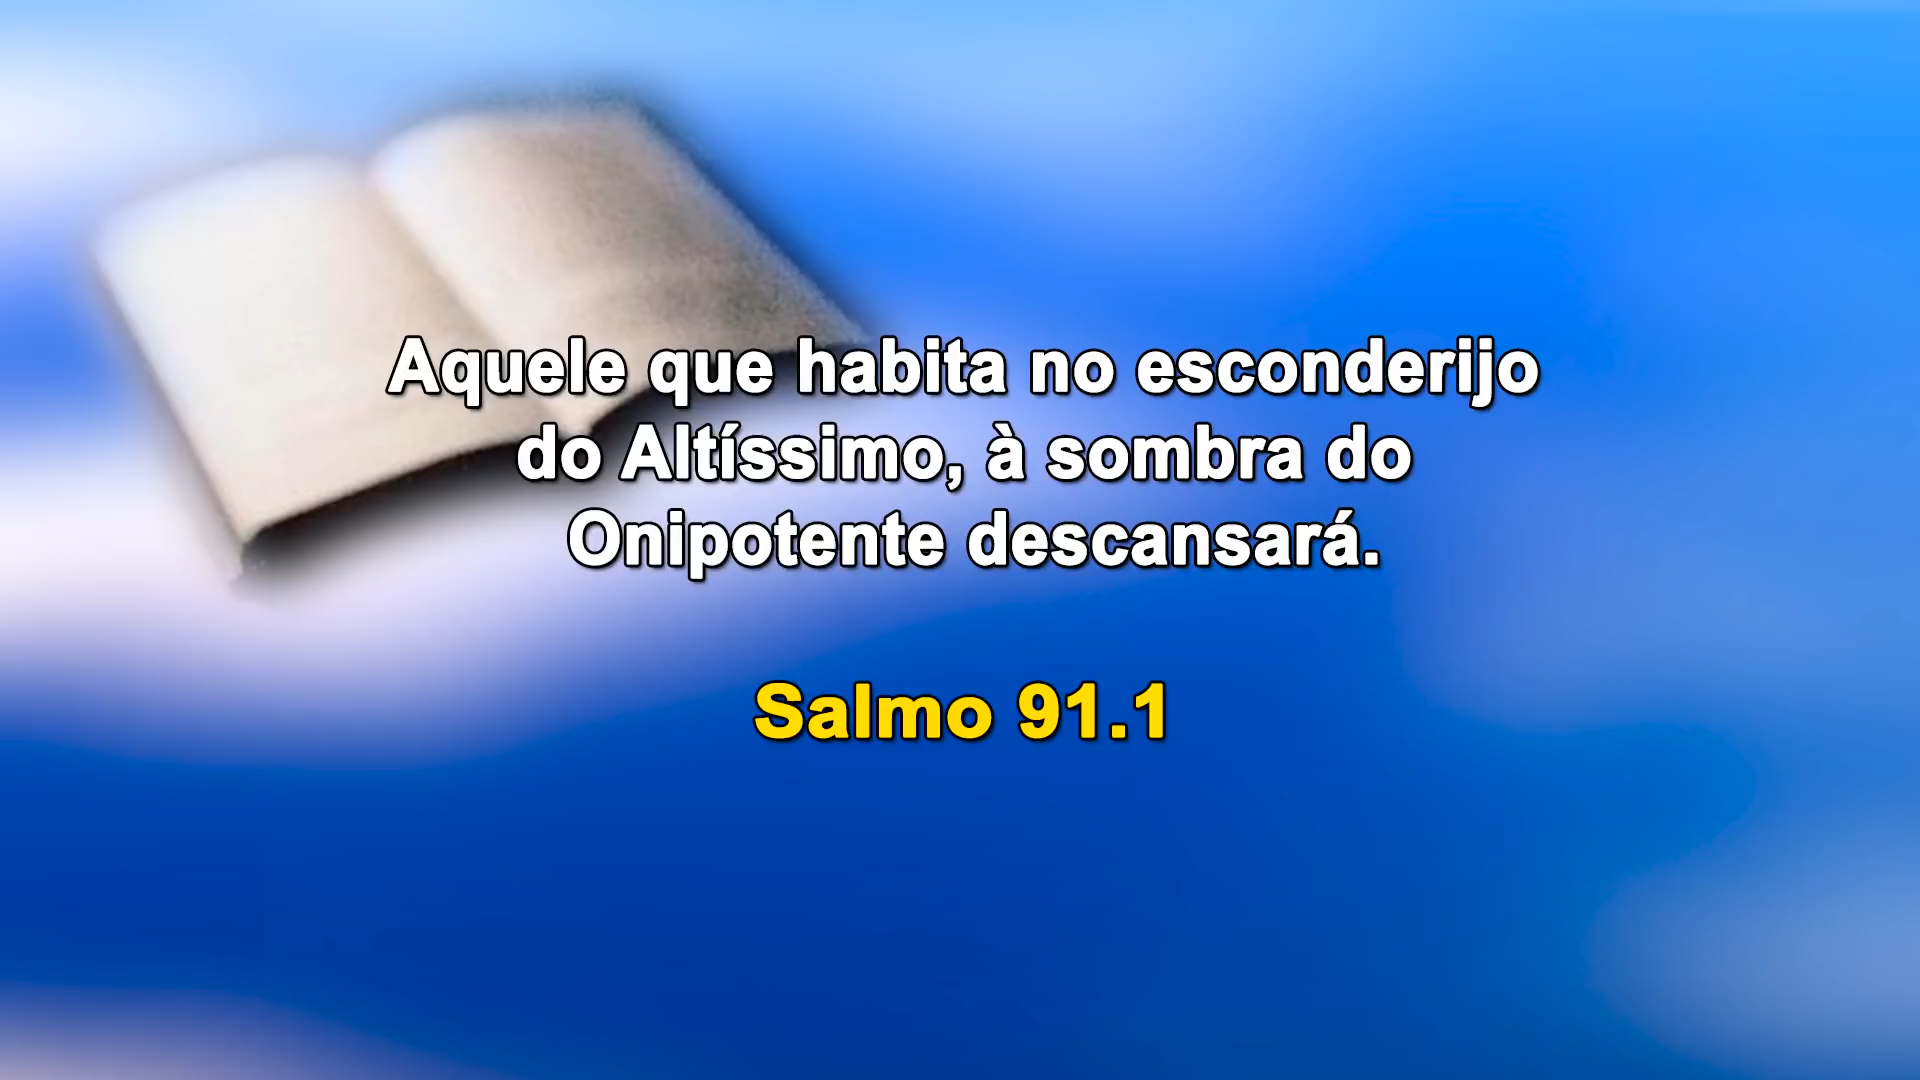 Aquele que habita no esconderijo
do Altíssimo, à sombra do
Onipotente descansará.
Salmo 91.1